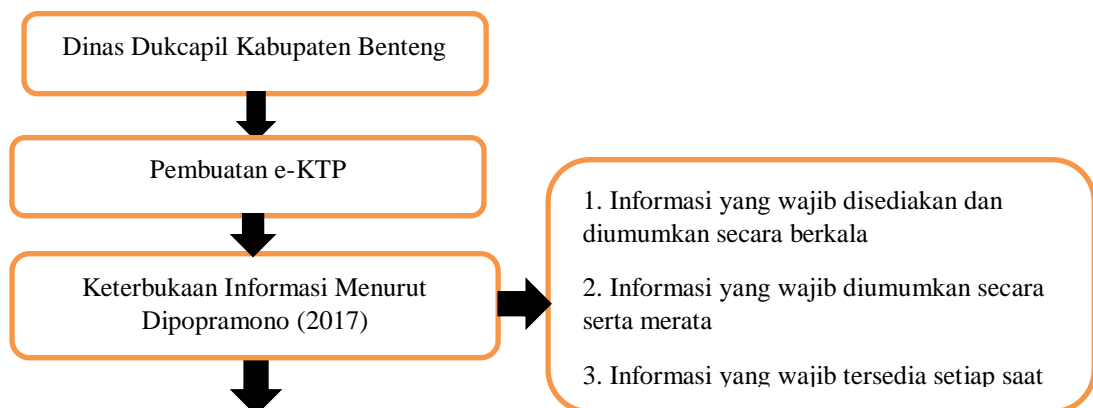 Dinas Dukcapil Kabupaten Benteng
Pembuatan e-KTP
Keterbukaan Informasi Menurut
Dipopramono (2017)
1. Informasi yang wajib disediakan dan
diumumkan secara berkala
2. Informasi yang wajib diumumkan secara
serta merata
3. Informasi yang wajib tersedia setiap saat